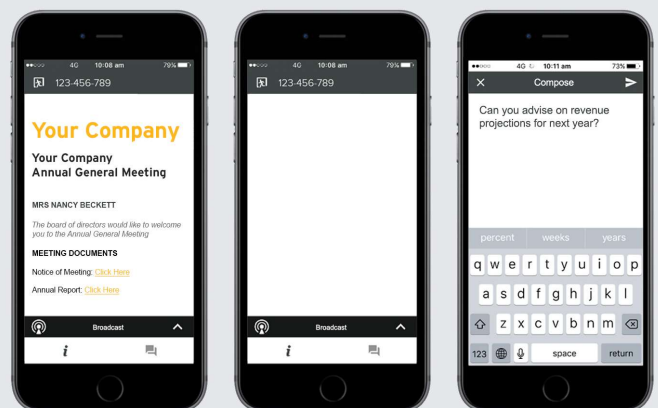 4G 10:08 am 79%
123-456-789
Your Company
Your Company
Annual General Meeting
MRS NANCY BECKETT
The board of directors would like to welcome
you to the Annual General Meeting
MEETING DOCUMENTS
Notice of Meeting: Click Here
Annual Report: Click Here
Broadcast
i
4G 10:08 am 79%
123-456-789
Broadcast
i
4G 10:11 am 73%
Compose
Can you advise on revenue
projections for next year?
percent weeks years
q w e r t y u i o p
a s d f g h j k l
z x c v b n m
123 space return